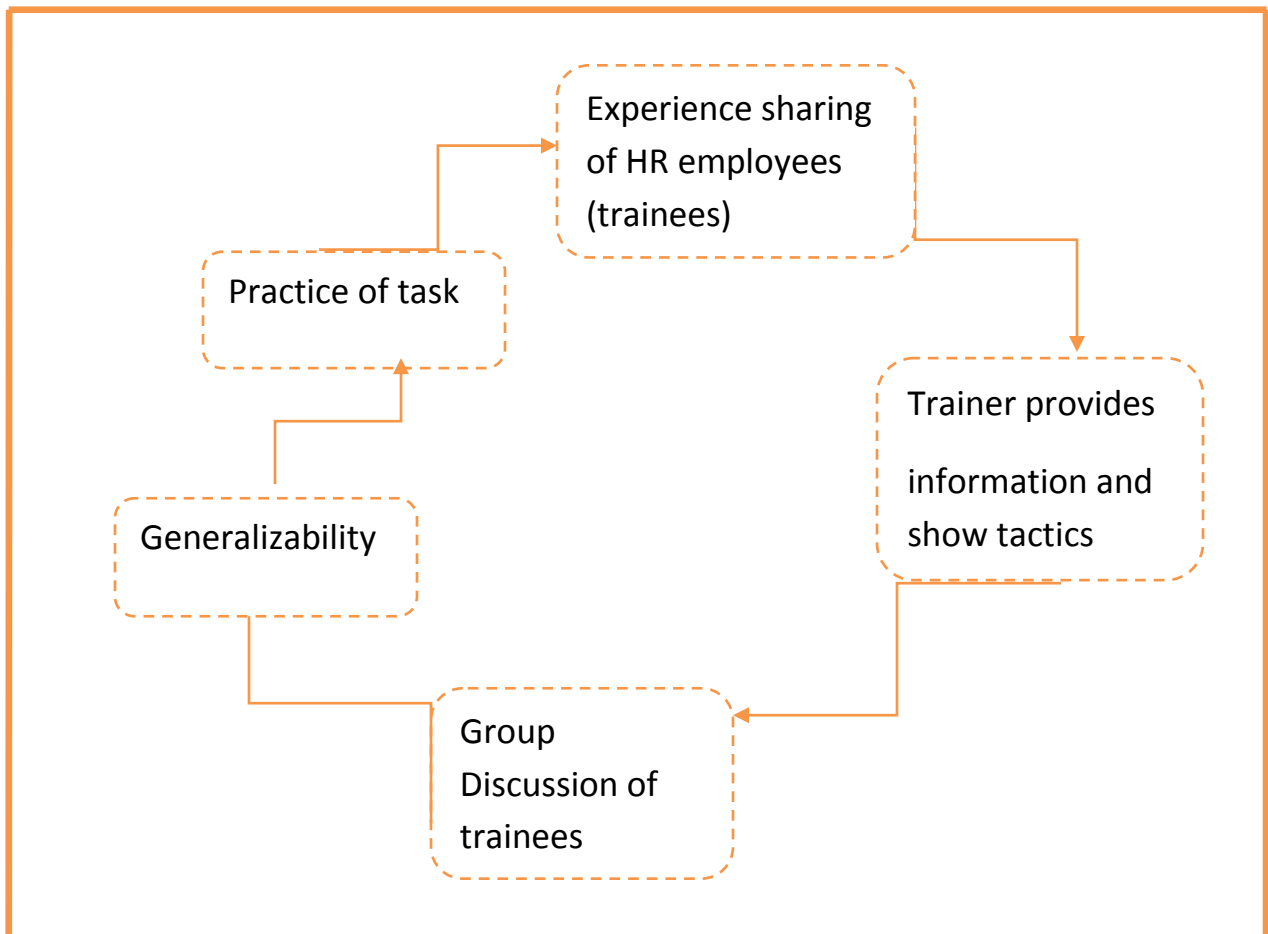 Experience sharing
of HR employees
(trainees)
Practice of task
Trainer provides
information and
show tactics
Generalizability
Group
Discussion of
trainees